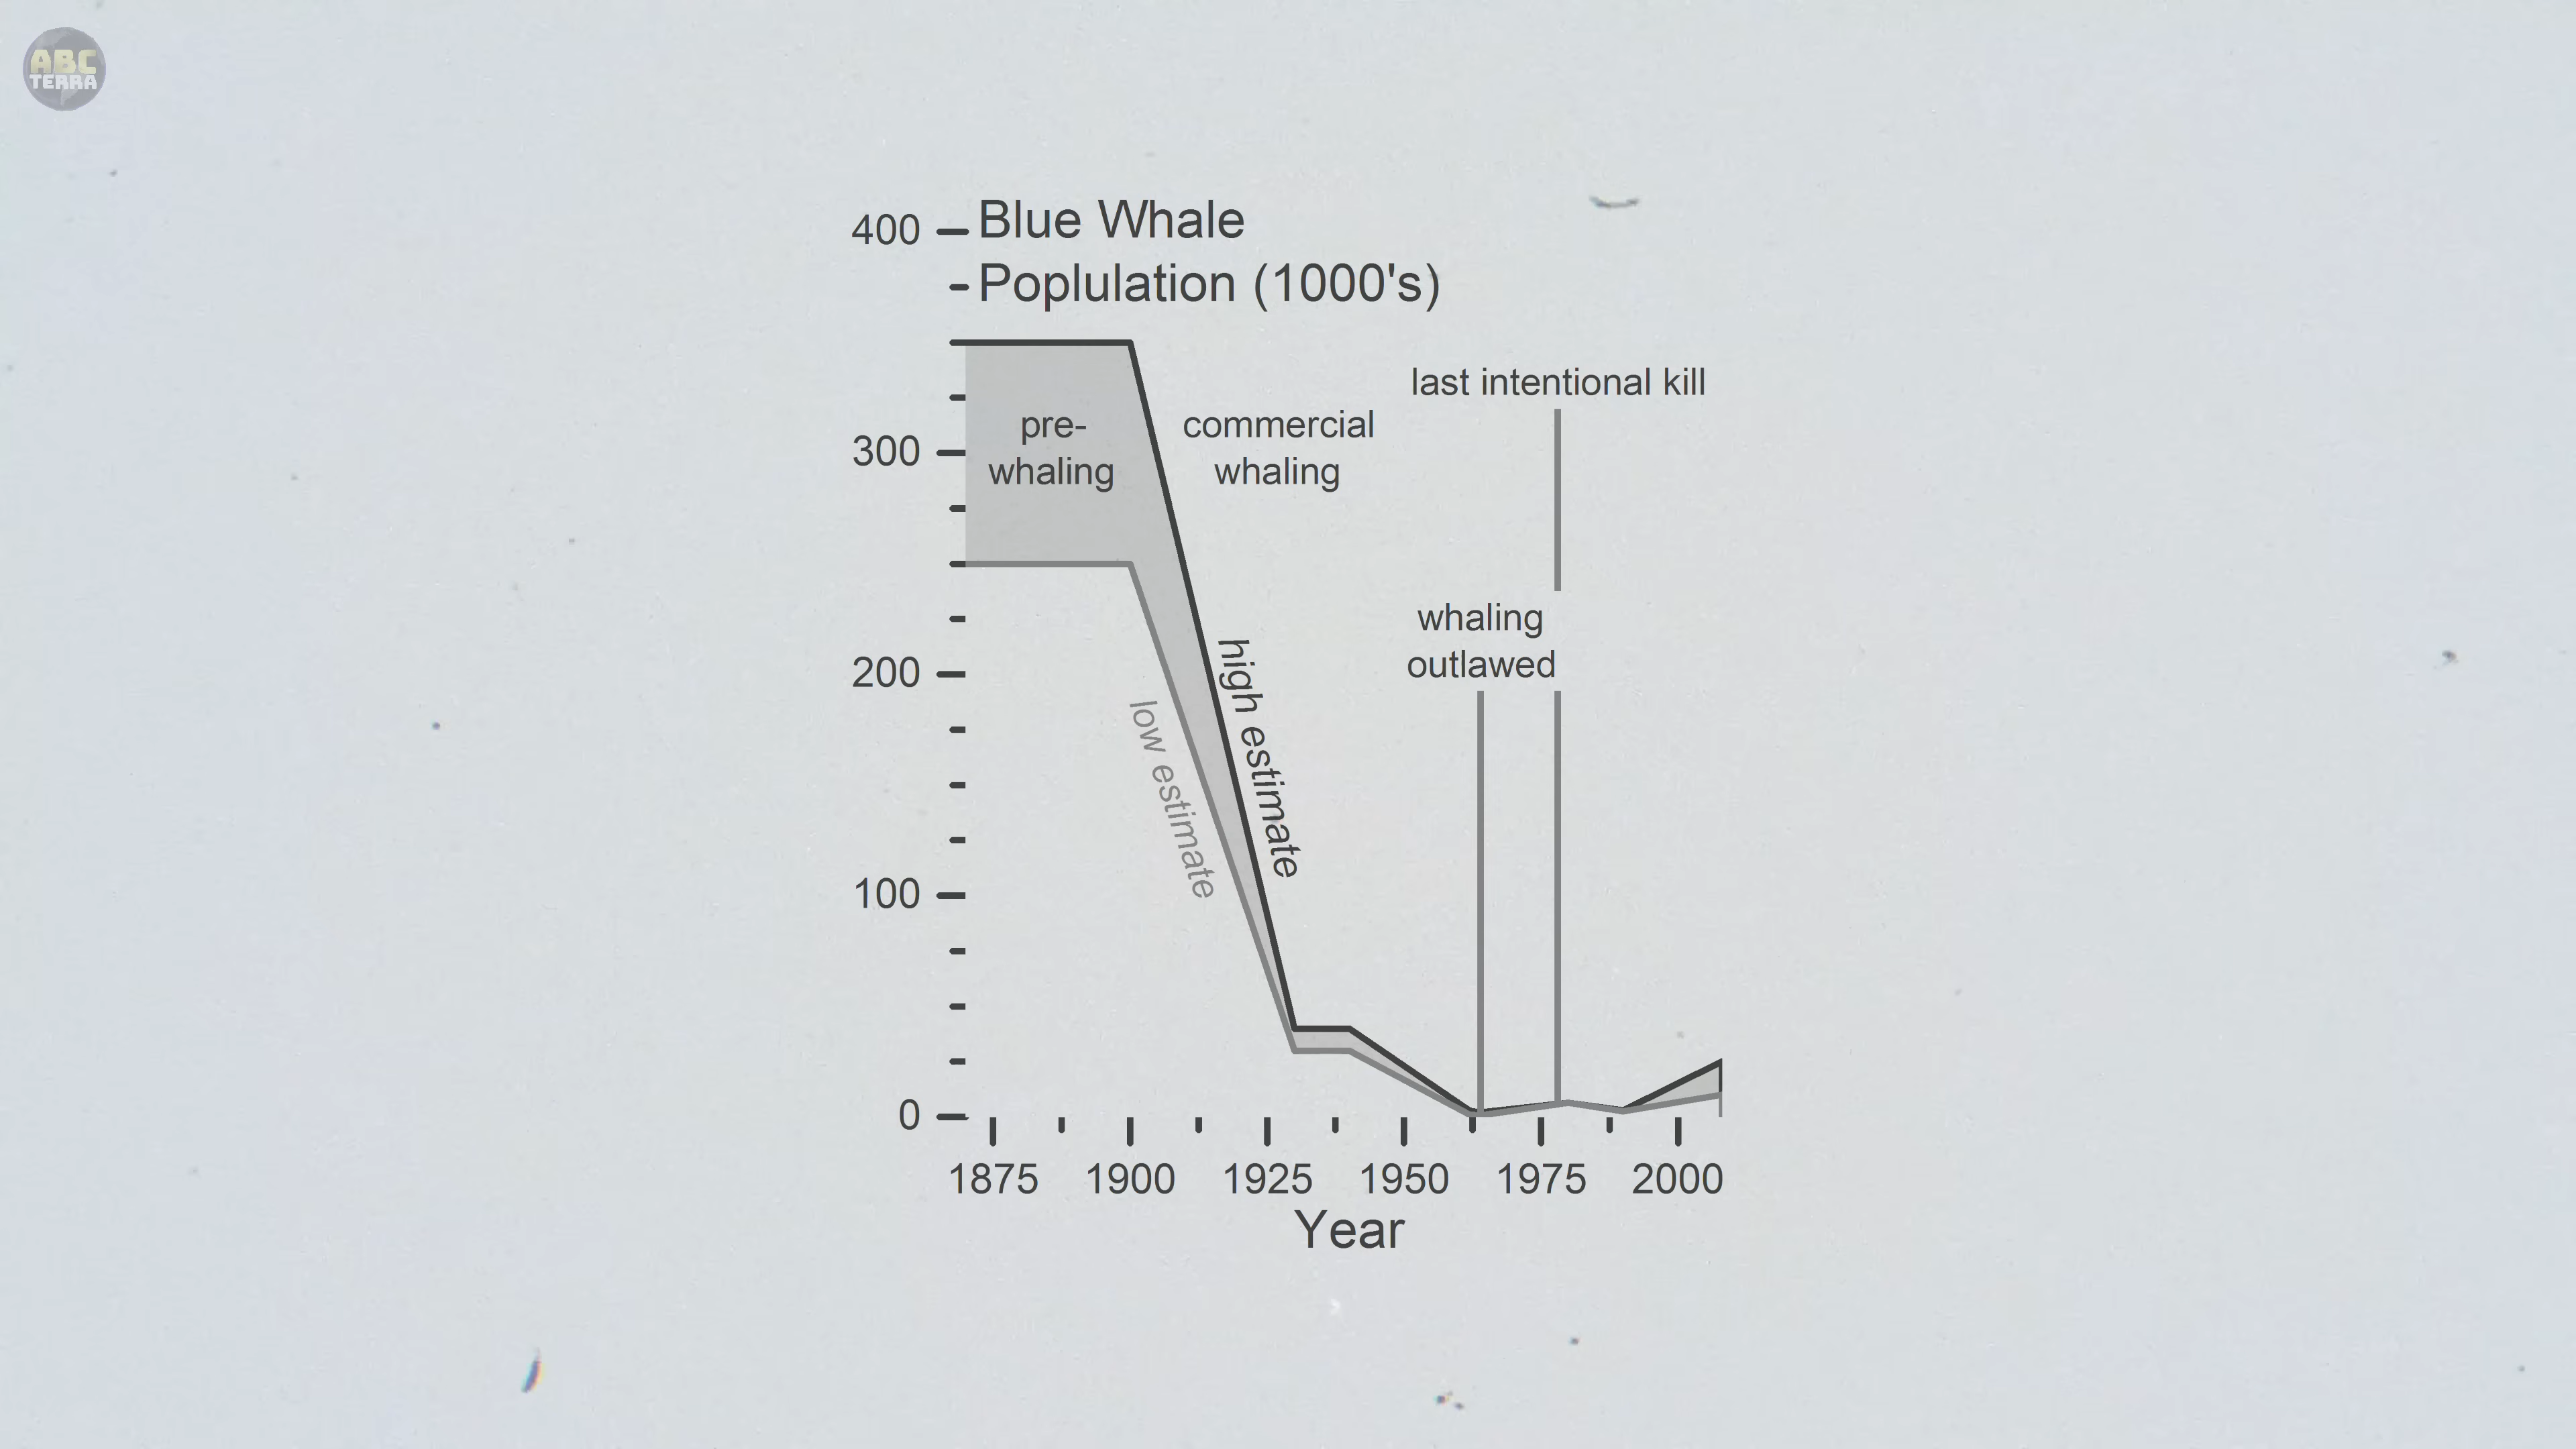 ABC
TERRA
Blue Whale
Poplulation (1000's)
400
300
200
100
0
pre-
whaling
commercial
whaling
last intentional kill
whaling
outlawed
high estimate
low estimate
1875 1900 1925 1950 1975 2000
Year